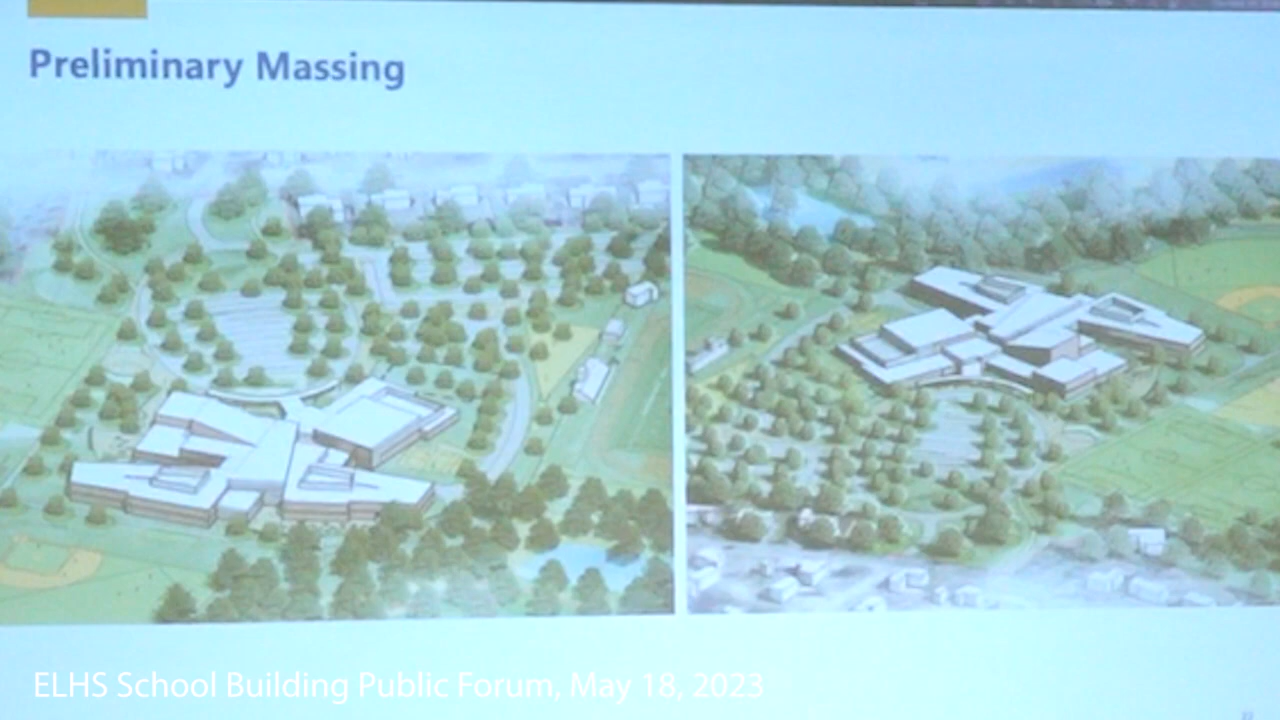 Preliminary Massing
ELHS School Building Public Forum, May 18, 2023